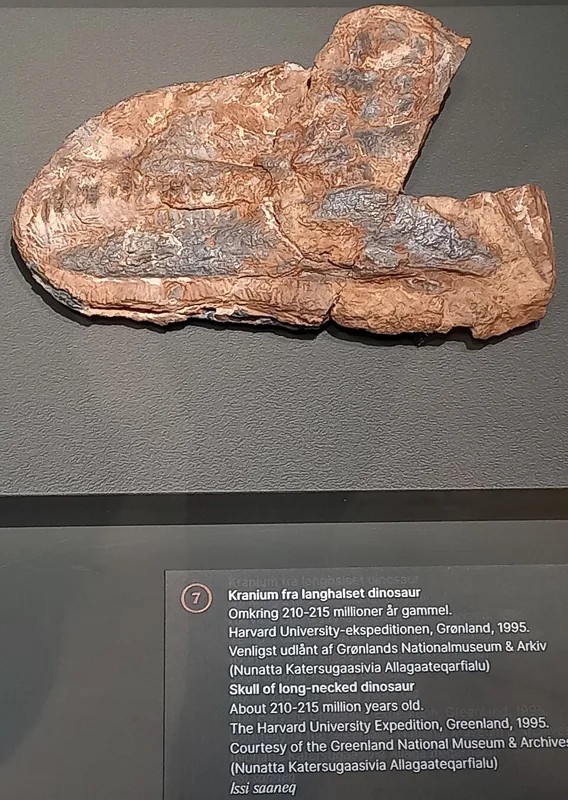 7
Kranium fra langhalset dinosaur
Omkring 210-215 millioner år gammel.
Harvard University-ekspeditionen, Grønland, 1995.
Venligst udlånt af Grønlands Nationalmuseum & Arkiv
(Nunatta Katersugaasivia Allagaateqarfialu)
Skull of long-necked dinosaur
About 210-215 million years old.
The Harvard University Expedition, Greenland, 1995.
Courtesy of the Greenland National Museum & Archives
(Nunatta Katersugaasivia Allagaateqarfialu)
Issi saaneq